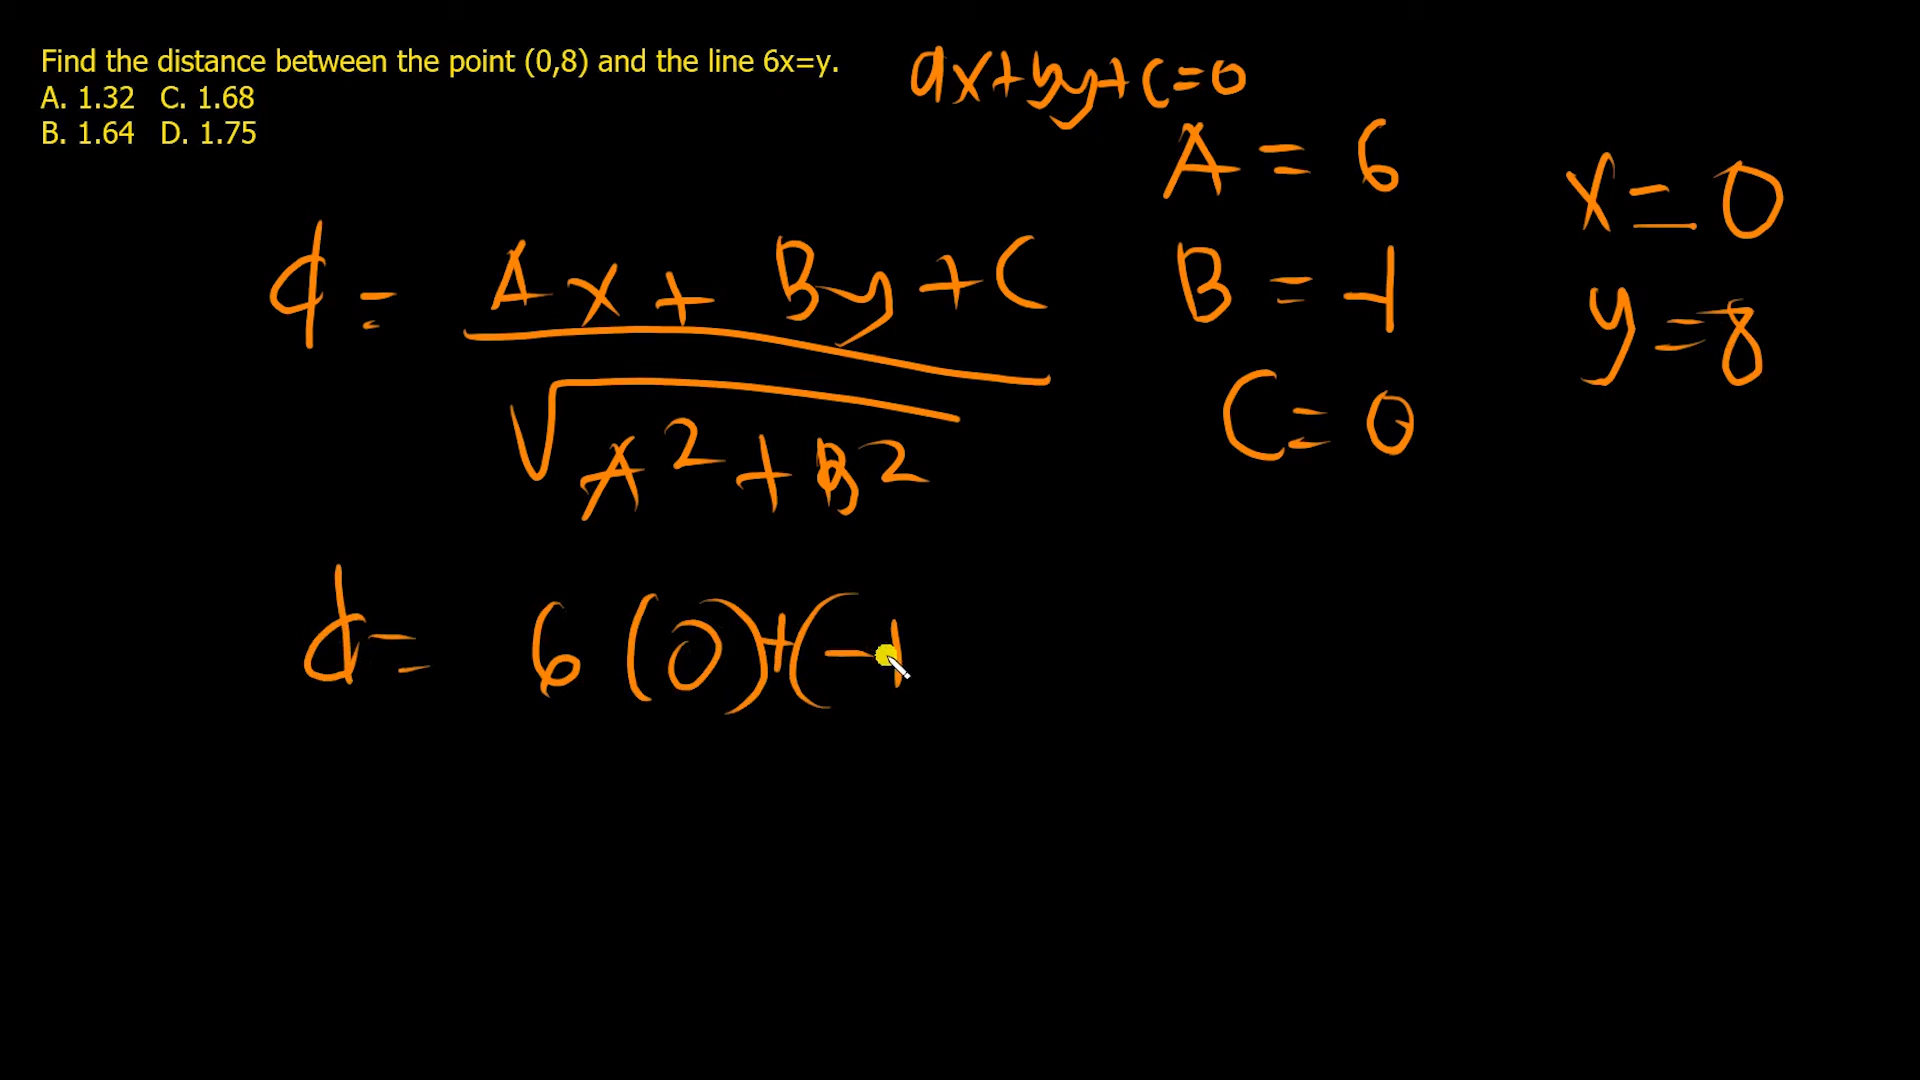 Find the distance between the point (0,8) and the line 6x=y.
A. 1.32 C. 1.68
B. 1.64 D. 1.75
ax+by+C=0
A = 6
B = -1
C = 0
x = 0
y = 8
d = Ax + By + C
√A²+B²
d = 6(0)+(-1